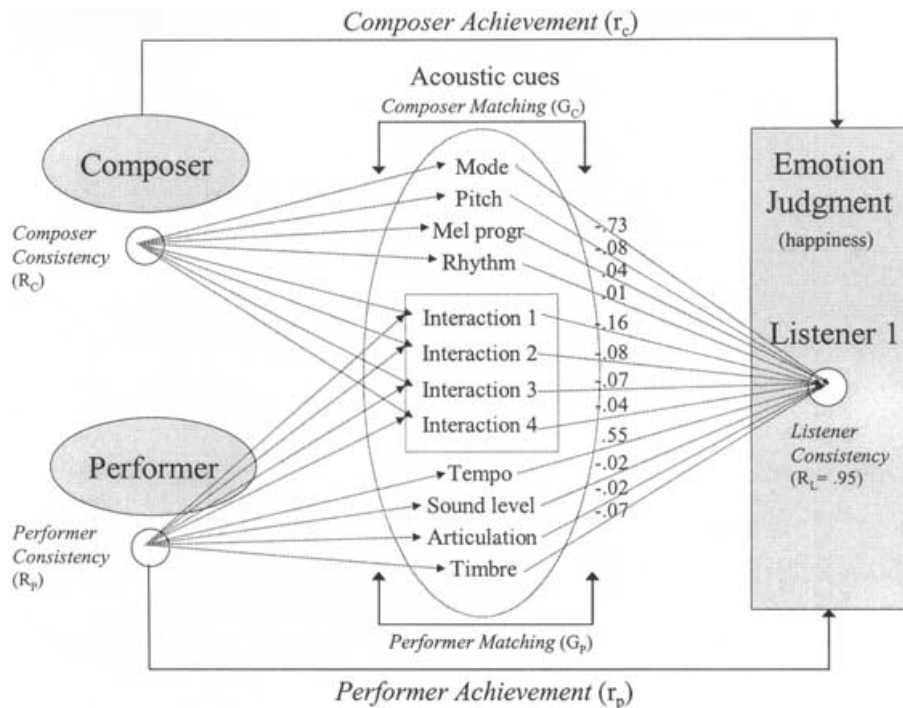 Composer Achievement (rc)
Acoustic cues
Composer Matching (GC)
Composer
Composer
Consistency
(RC)
Mode
Pitch
Mel progr
Rhythm
Interaction 1
Interaction 2
Interaction 3
Interaction 4
Tempo
Sound level
Articulation
Timbre
-.73
-.08
.04
.01
-.16
-.08
-.07
-.04
.55
-.02
-.02
-.07
Emotion
Judgment
(happiness)
Listener 1
Listener
Consistency
(RL= .95)
Performer
Performer
Consistency
(RP)
Performer Matching (GP)
Performer Achievement (rp)